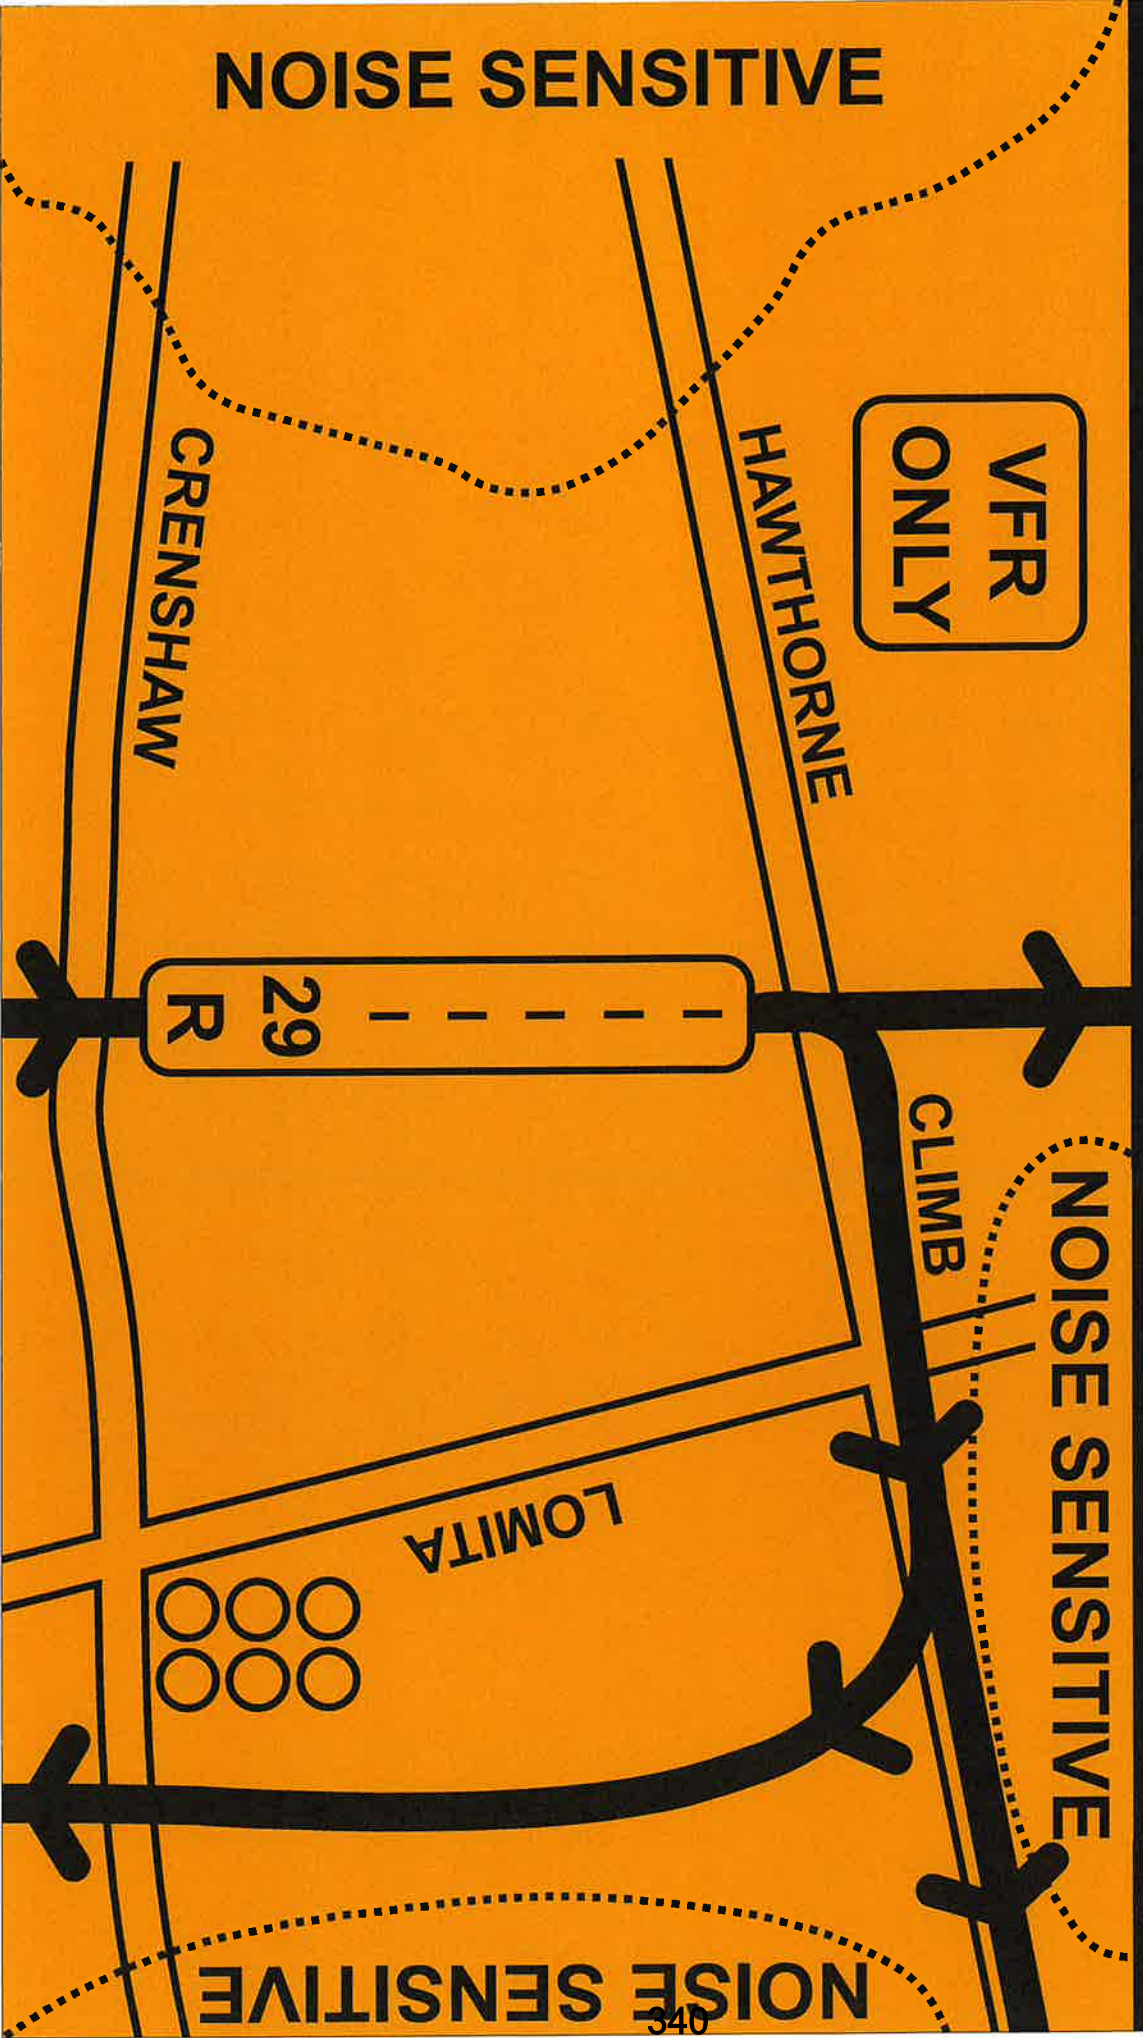 NOISE SENSITIVE
CRENSHAW
HAWTHORNE
VFR
ONLY
29
R
CLIMB
NOISE SENSITIVE
LOMITA
NOISE SENSITIVE
340